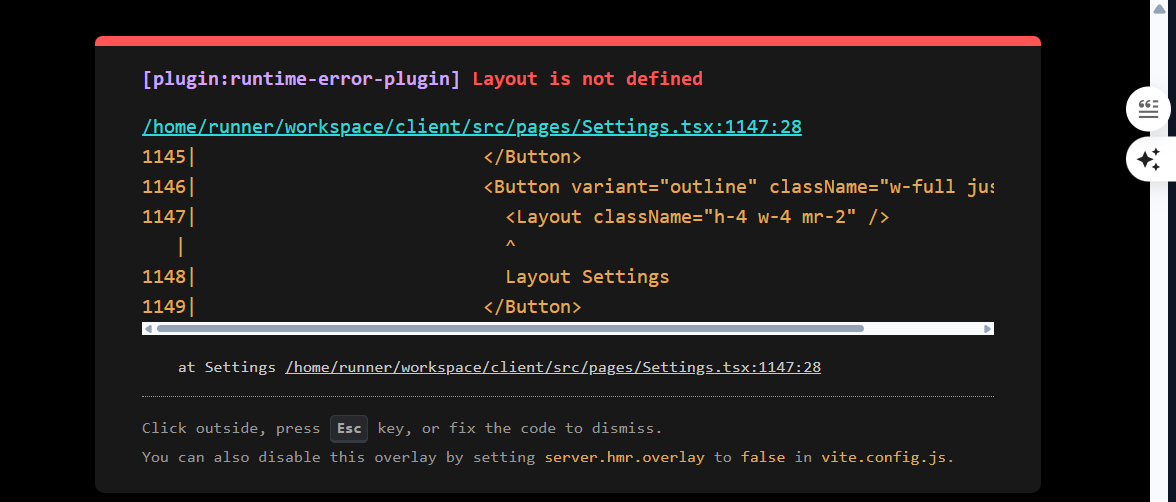 [plugin:runtime-error-plugin] Layout is not defined
/home/runner/workspace/client/src/pages/Settings.tsx:1147:28
1145|                           </Button>
1146|                           <Button variant="outline" className="w-full jus
1147|                             <Layout className="h-4 w-4 mr-2" />
   |                             ^
1148|                             Layout Settings
1149|                           </Button>
at Settings /home/runner/workspace/client/src/pages/Settings.tsx:1147:28
Click outside, press Esc key, or fix the code to dismiss.
You can also disable this overlay by setting server.hmr.overlay to false in vite.config.js.